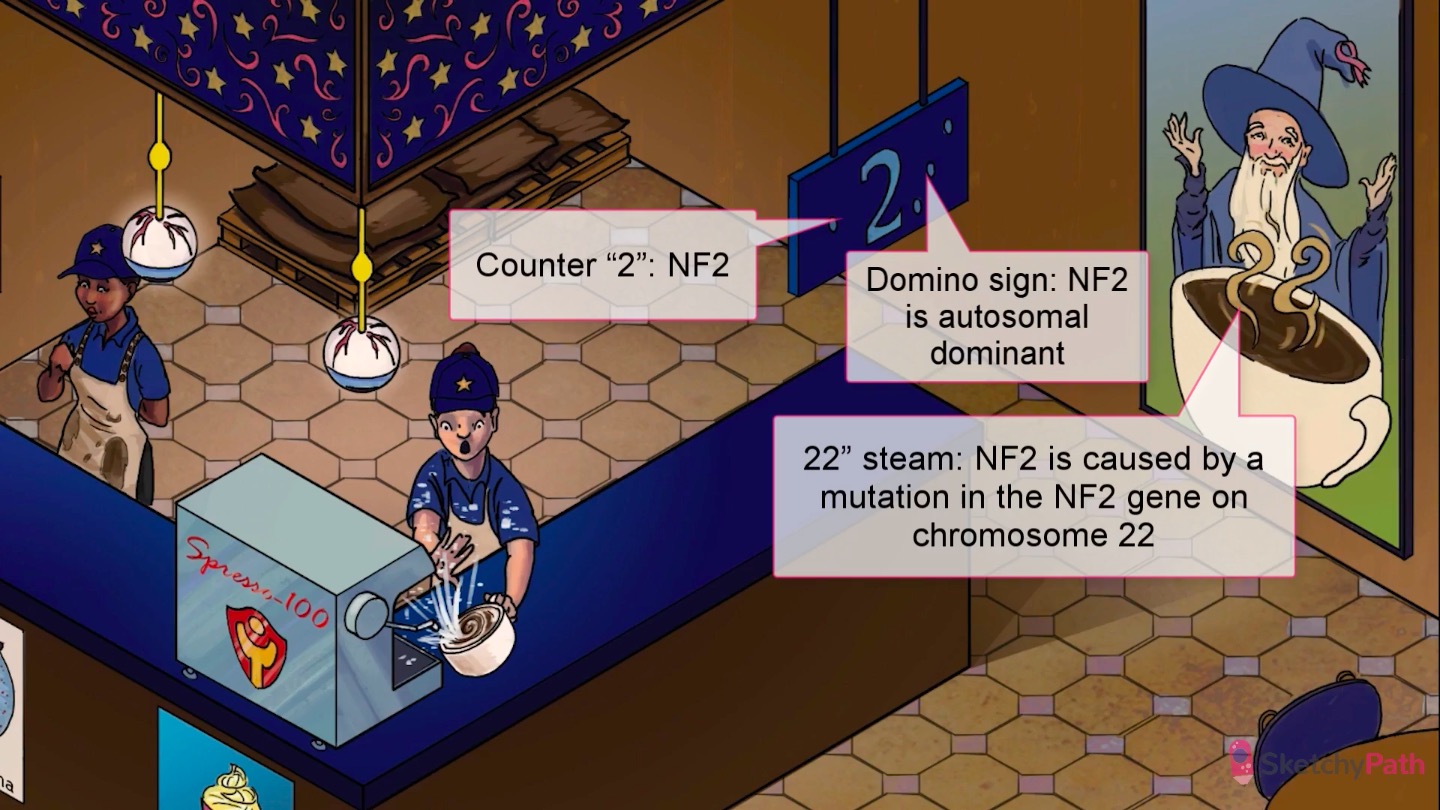 2
Counter “2”: NF2
Domino sign: NF2
is autosomal
dominant
22” steam: NF2 is caused by a
mutation in the NF2 gene on
chromosome 22
Spresso-100
na
SketchyPath